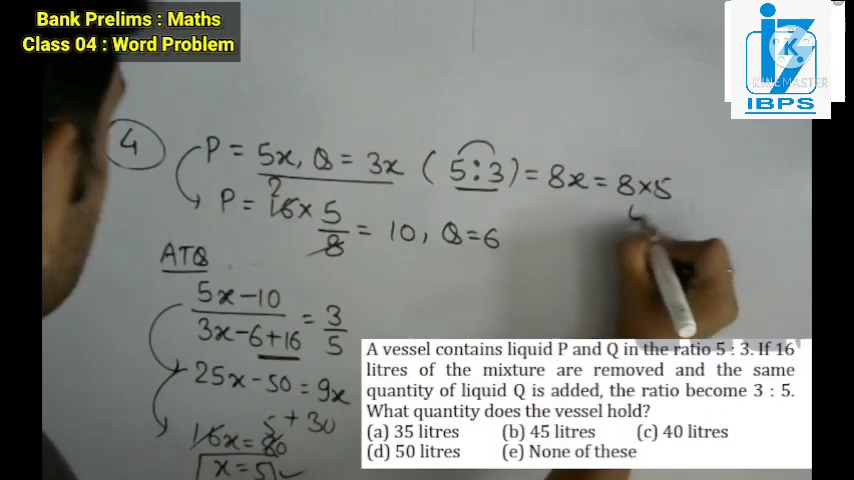 Bank Prelims : Maths
Class 04 : Word Problem
K
KINEMASTER
IBPS
4
P = 5x, Q = 3x ( 5:3) = 8x = 8×5
P = 16 × 5/8 = 10, Q = 6
2
ATQ
5x-10 / 3x-6+16 = 3/5
25x-50 = 9x + 30
16x = 80
5
x = 5
A vessel contains liquid P and Q in the ratio 5 : 3. If 16
litres of the mixture are removed and the same
quantity of liquid Q is added, the ratio become 3 : 5.
What quantity does the vessel hold?
(a) 35 litres (b) 45 litres (c) 40 litres
(d) 50 litres (e) None of these